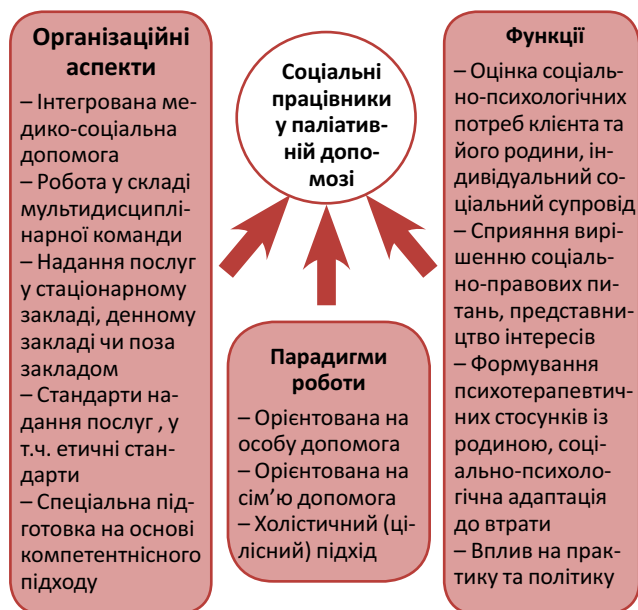 Організаційні
аспекти
– Інтегрована ме-
дико-соціальна
допомога
– Робота у складі
мультидисциплі-
нарної команди
– Надання послуг
у стаціонарному
закладі, денному
закладі чи поза
закладом
– Стандарти на-
дання послуг , у
т.ч. етичні стан-
дарти
– Спеціальна під-
готовка на основі
компетентнісного
підходу
Соціальні
працівники
у паліатив-
ній допо-
мозі
Парадигми
роботи
– Орієнтована на
особу допомога
– Орієнтована на
сім’ю допомога
– Холістичний (ці-
лісний) підхід
Функції
– Оцінка соціаль-
но-психологічних
потреб клієнта та
його родини, ін-
дивідуальний со-
ціальний супровід
– Сприяння вирі-
шенню соціаль-
но-правових пи-
тань, представни-
цтво інтересів
– Формування
психотерапевтич-
них стосунків із
родиною, соці-
ально-психоло-
гічна адаптація
до втрати
– Вплив на прак-
тику та політику